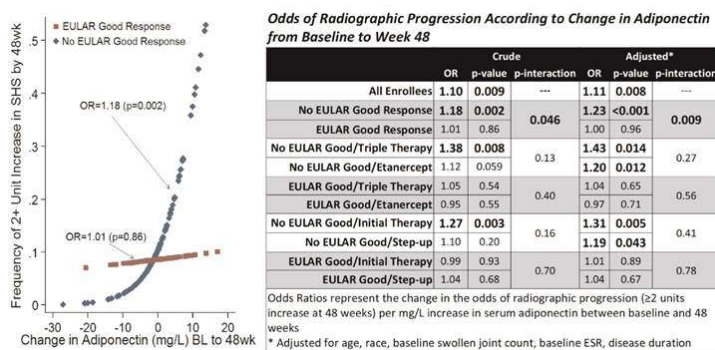 EULAR Good Response
No EULAR Good Response
OR=1.18 (p=0.002)
OR=1.01 (p=0.86)
Frequency of 2+ Unit Increase in SHS by 48wk
.5
.4
.3
.2
.1
0
-30 -20 -10 0 10 20
Change in Adiponectin (mg/L) BL to 48wk
Odds of Radiographic Progression According to Change in Adiponectin
from Baseline to Week 48
Crude Adjusted*
OR p-value p-interaction OR p-value p-interaction
All Enrollees 1.10 0.009 --- 1.11 0.008 ---
No EULAR Good Response 1.18 0.002 0.046 1.23 <0.001 0.009
EULAR Good Response 1.01 0.86 1.00 0.96
No EULAR Good/Triple Therapy 1.38 0.008 0.13 1.43 0.014 0.27
No EULAR Good/Etanercept 1.12 0.059 1.20 0.012
EULAR Good/Triple Therapy 1.05 0.54 0.40 1.04 0.65 0.56
EULAR Good/Etanercept 0.95 0.55 0.97 0.71
No EULAR Good/Initial Therapy 1.27 0.003 0.16 1.31 0.005 0.41
No EULAR Good/Step-up 1.10 0.20 1.19 0.043
EULAR Good/Initial Therapy 0.99 0.93 0.70 1.01 0.89 0.78
EULAR Good/Step-up 1.04 0.68 1.04 0.67
Odds Ratios represent the change in the odds of radiographic progression (≥2 units
increase at 48 weeks) per mg/L increase in serum adiponectin between baseline and 48
weeks
* Adjusted for age, race, baseline swollen joint count, baseline ESR, disease duration